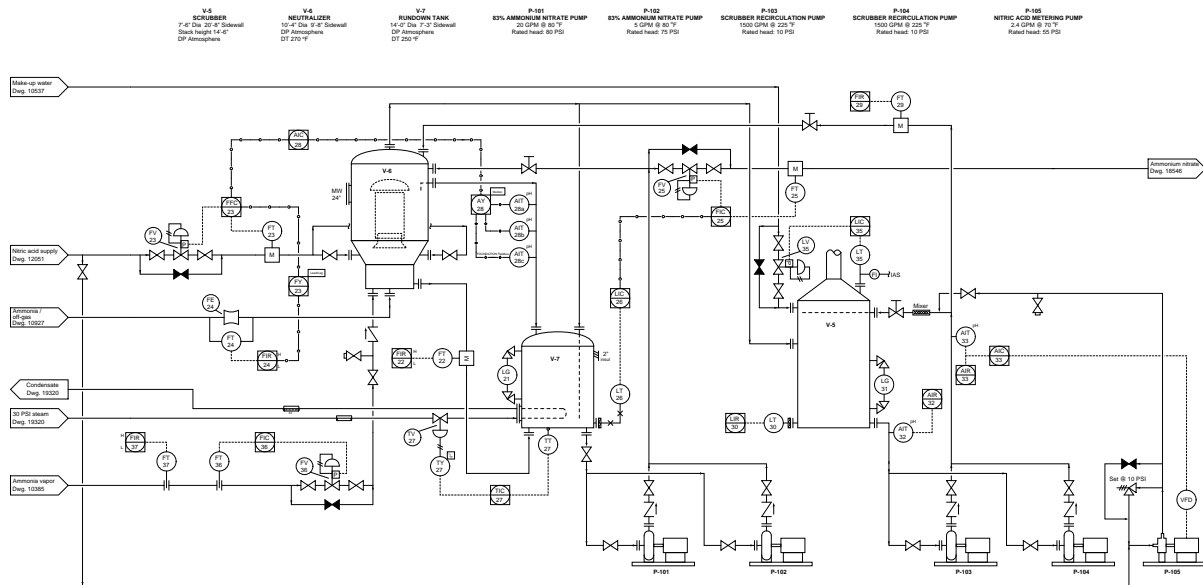 V-5
SCRUBBER
7'-6" Dia 20'-8" Sidewall
Stack height 14'-6"
DP Atmosphere
V-6
NEUTRALIZER
10'-4" Dia 9'-8" Sidewall
DP Atmosphere
DT 270 °F
V-7
RUNDOWN TANK
14'-0" Dia 7'-3" Sidewall
DP Atmosphere
DT 250 °F
P-101
83% AMMONIUM NITRATE PUMP
20 GPM @ 80 °F
Rated head: 80 PSI
P-102
83% AMMONIUM NITRATE PUMP
5 GPM @ 80 °F
Rated head: 75 PSI
P-103
SCRUBBER RECIRCULATION PUMP
1500 GPM @ 225 °F
Rated head: 10 PSI
P-104
SCRUBBER RECIRCULATION PUMP
1500 GPM @ 225 °F
Rated head: 10 PSI
P-105
NITRIC ACID METERING PUMP
2.4 GPM @ 70 °F
Rated head: 55 PSI
Make-up water
Dwg. 10537
FIR
29
FT
29
M
AIC
28
V-6
MW
24"
FFC
23
FV
23
P
FT
23
M
AY
28
AIT
28a
pH
AIT
28b
pH
AIT
28c
pH
FV
25
P
FIC
25
M
FT
25
Ammonium nitrate
Dwg. 18546
Nitric acid supply
Dwg. 12051
LIC
35
LV
35
P
LT
35
FI
IAS
FY
23
FE
24
Ammonia /
off-gas
Dwg. 10927
FT
24
FIR
24
H
L
LIC
26
V-5
Mixer
AIT
33
pH
AIC
33
AIR
33
FIR
22
H
L
FT
22
M
V-7
2"
LG
21
LT
26
LG
31
AIR
32
AIT
32
pH
LIR
30
LT
30
Condensate
Dwg. 19320
30 PSI steam
Dwg. 19320
TV
27
TY
27
TT
27
TIC
27
H
L
FIR
37
FT
37
FT
36
FIC
36
FV
36
P
Ammonia vapor
Dwg. 10385
Set @ 10 PSI
VFD
P-101
P-102
P-103
P-104
P-105